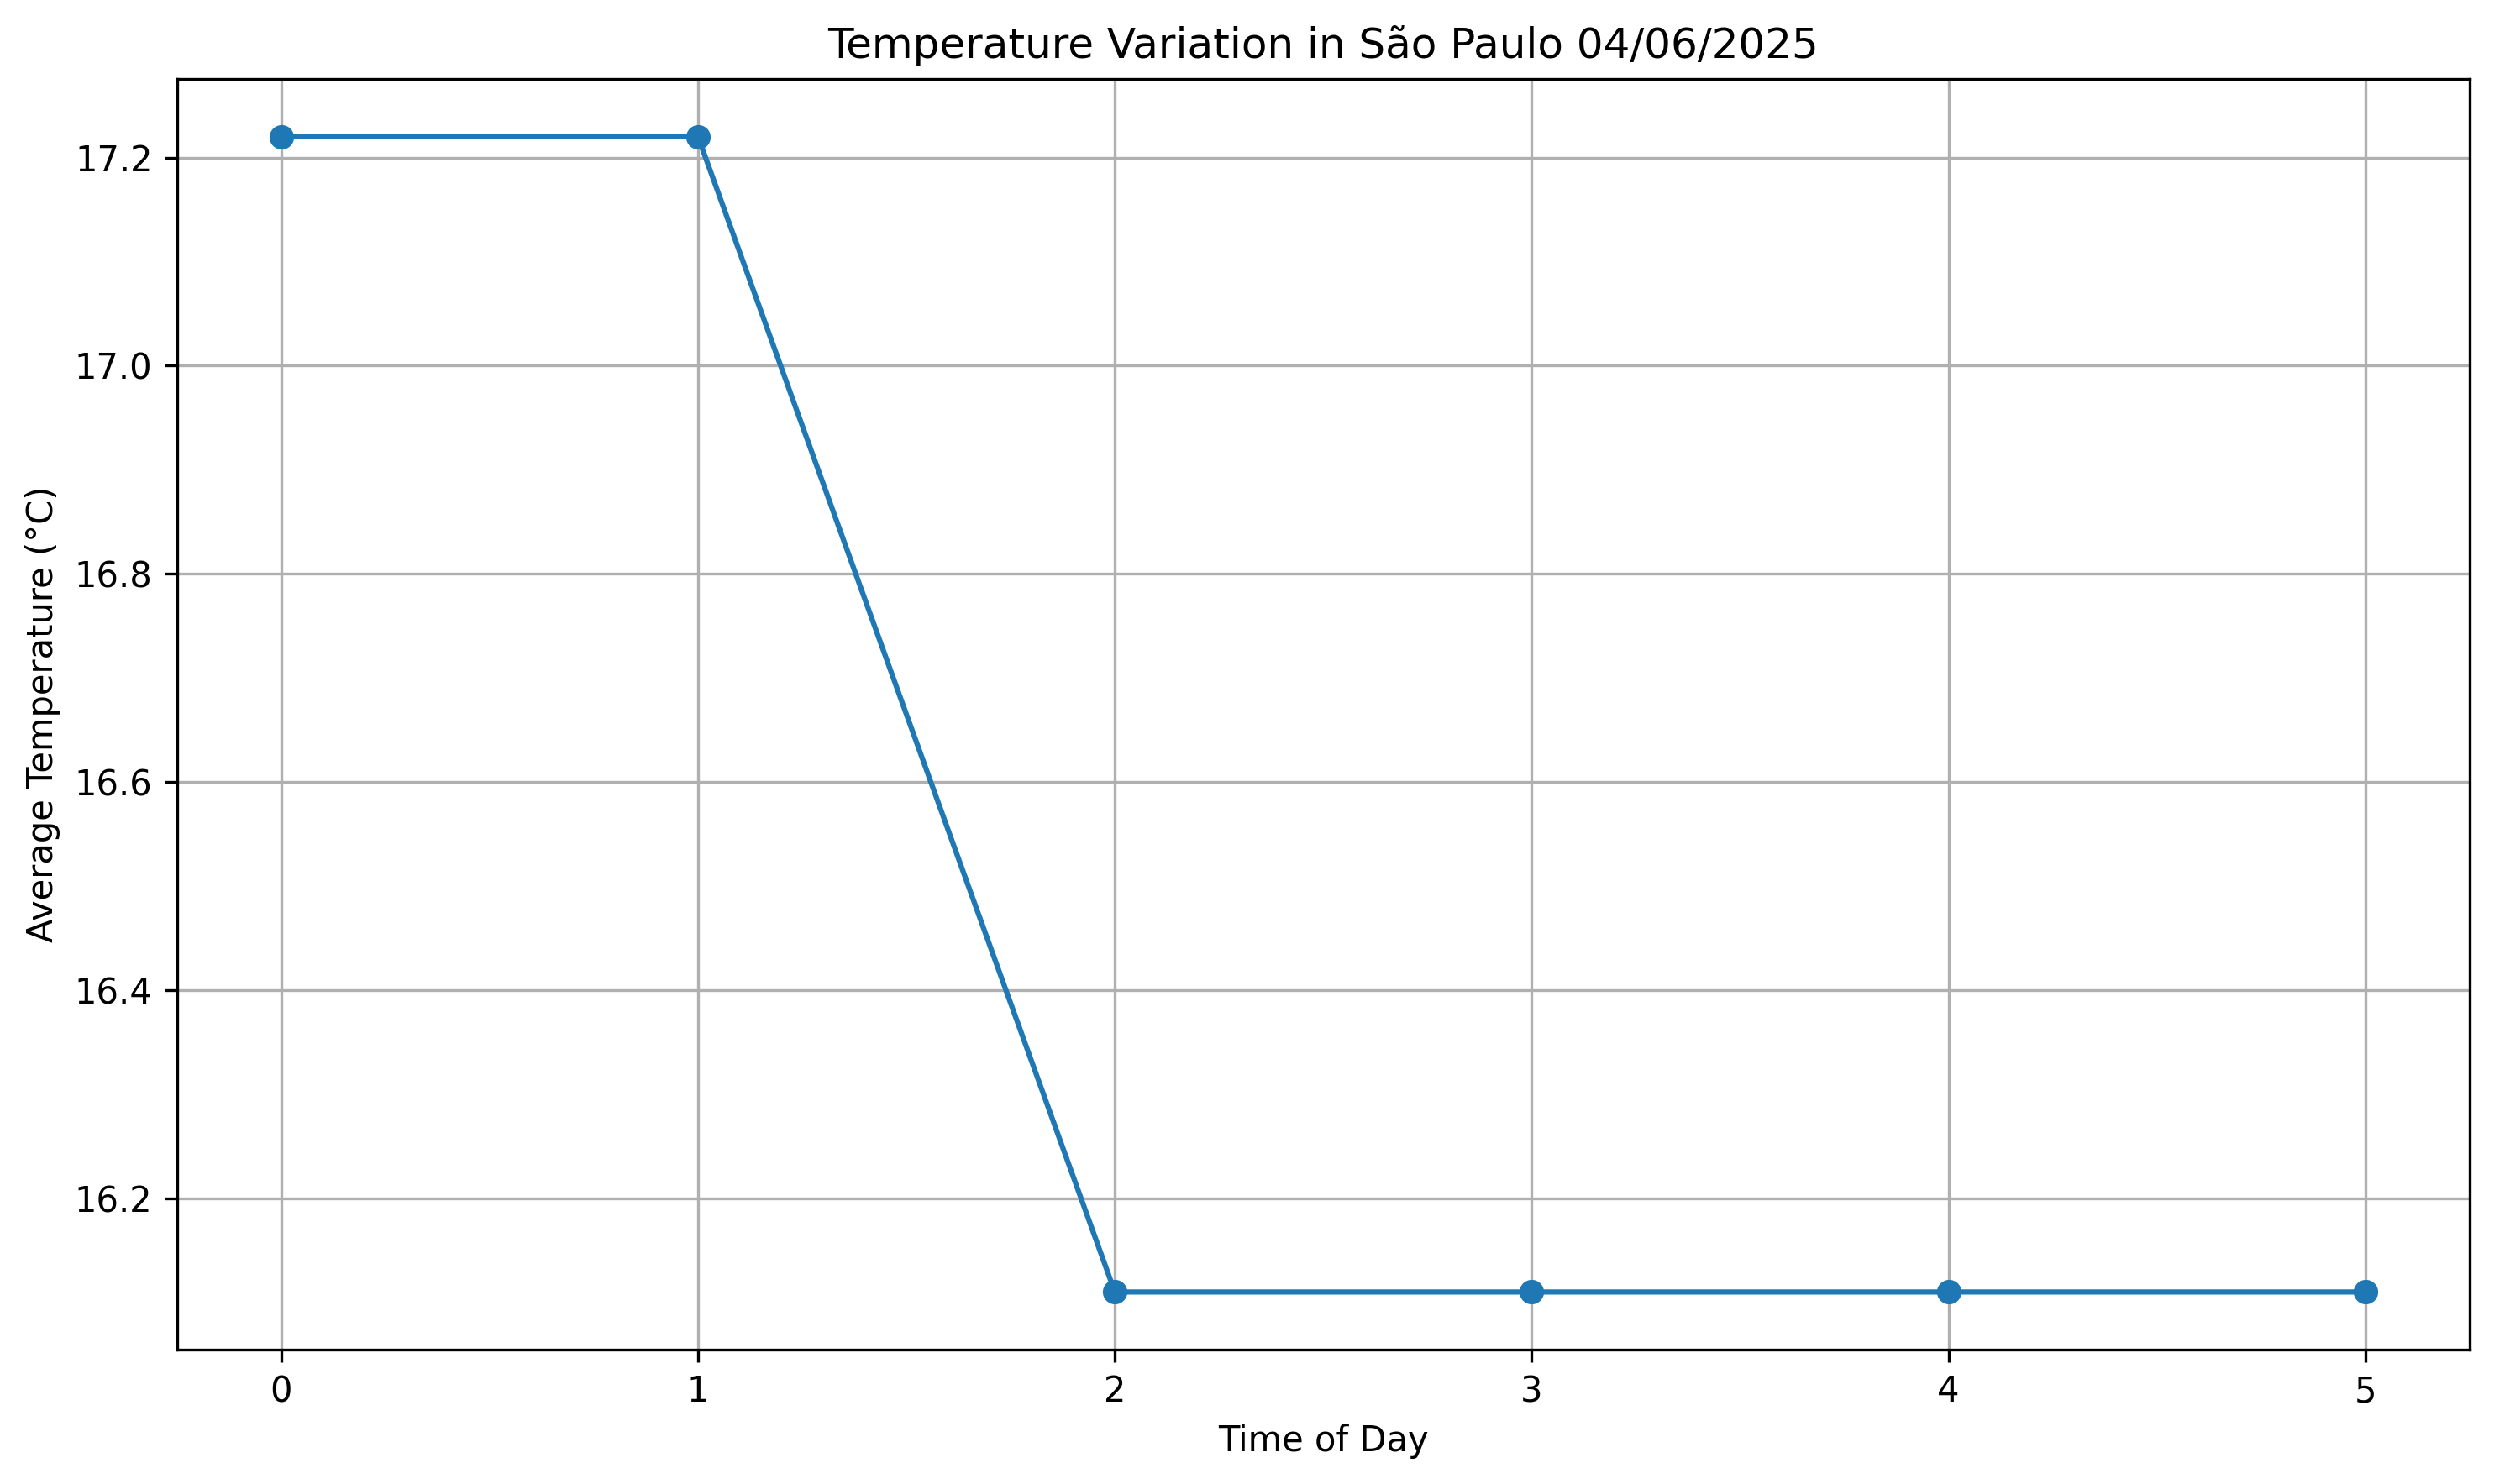 Temperature Variation in São Paulo 04/06/2025
Average Temperature (°C)
17.2
17.0
16.8
16.6
16.4
16.2
0 1 2 3 4 5
Time of Day